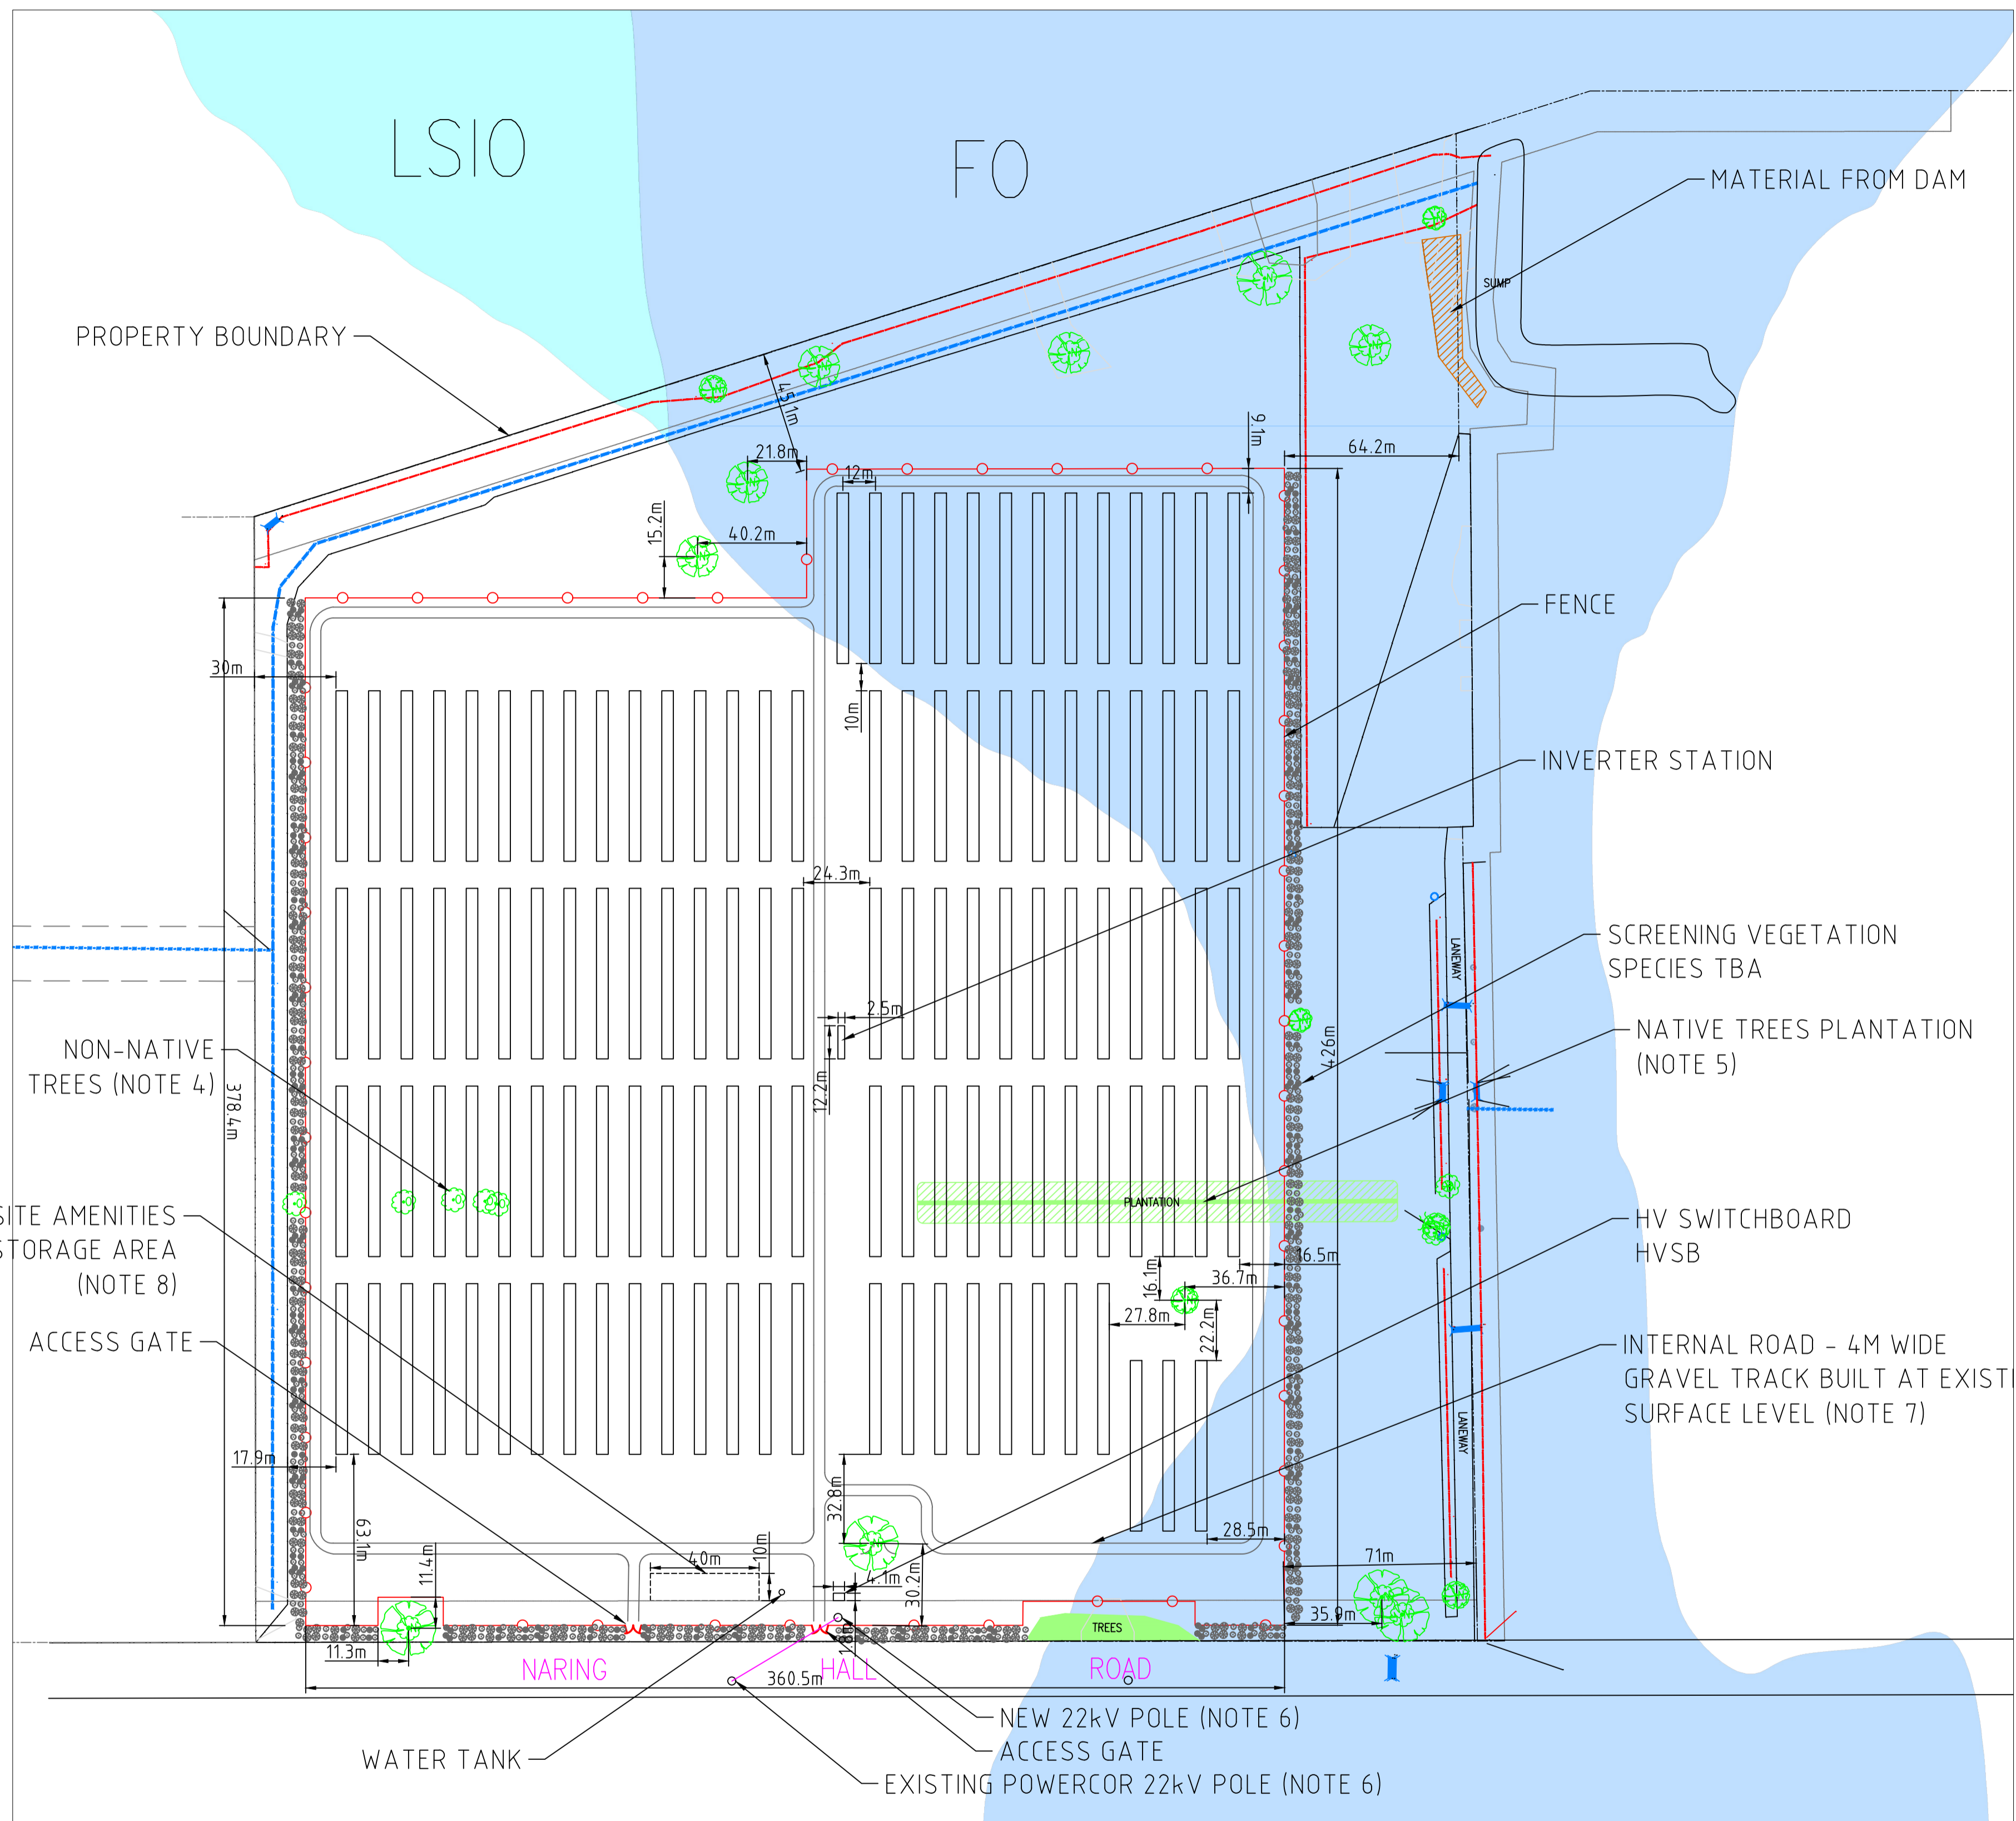 LSIO
FO
MATERIAL FROM DAM
SUMP
PROPERTY BOUNDARY
45.1m
21.8m
12m
9.1m
64.2m
15.2m
40.2m
FENCE
30m
10m
INVERTER STATION
24.3m
SCREENING VEGETATION
SPECIES TBA
LANEWAY
2.5m
12.2m
426m
NATIVE TREES PLANTATION
(NOTE 5)
NON-NATIVE
TREES (NOTE 4)
378.4m
PLANTATION
SITE AMENITIES
STORAGE AREA
(NOTE 8)
HV SWITCHBOARD
HVSB
16.5m
16.1m
36.7m
27.8m
22.2m
ACCESS GATE
INTERNAL ROAD - 4M WIDE
GRAVEL TRACK BUILT AT EXISTI
SURFACE LEVEL (NOTE 7)
LANEWAY
17.9m
63.1m
32.8m
28.5m
11.4m
40m
10m
4.1m
30.2m
71m
35.9m
1.8m
TREES
11.3m
NARING HALL ROAD
360.5m
NEW 22kV POLE (NOTE 6)
ACCESS GATE
WATER TANK
EXISTING POWERCOR 22kV POLE (NOTE 6)